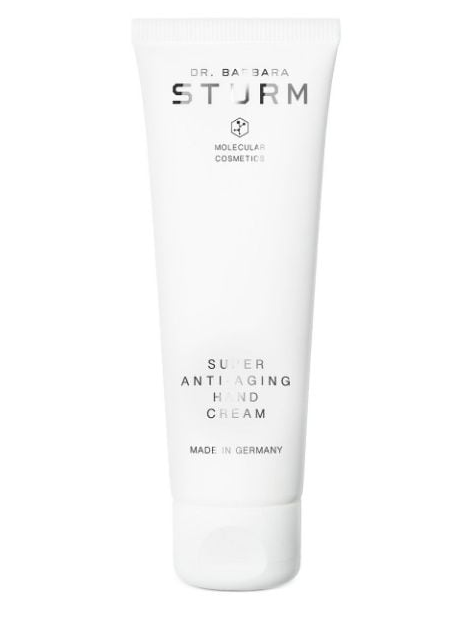 DR. BARBARA
STURM
MOLECULAR
COSMETICS
SUPER
ANTI-AGING
HAND
CREAM
MADE IN GERMANY